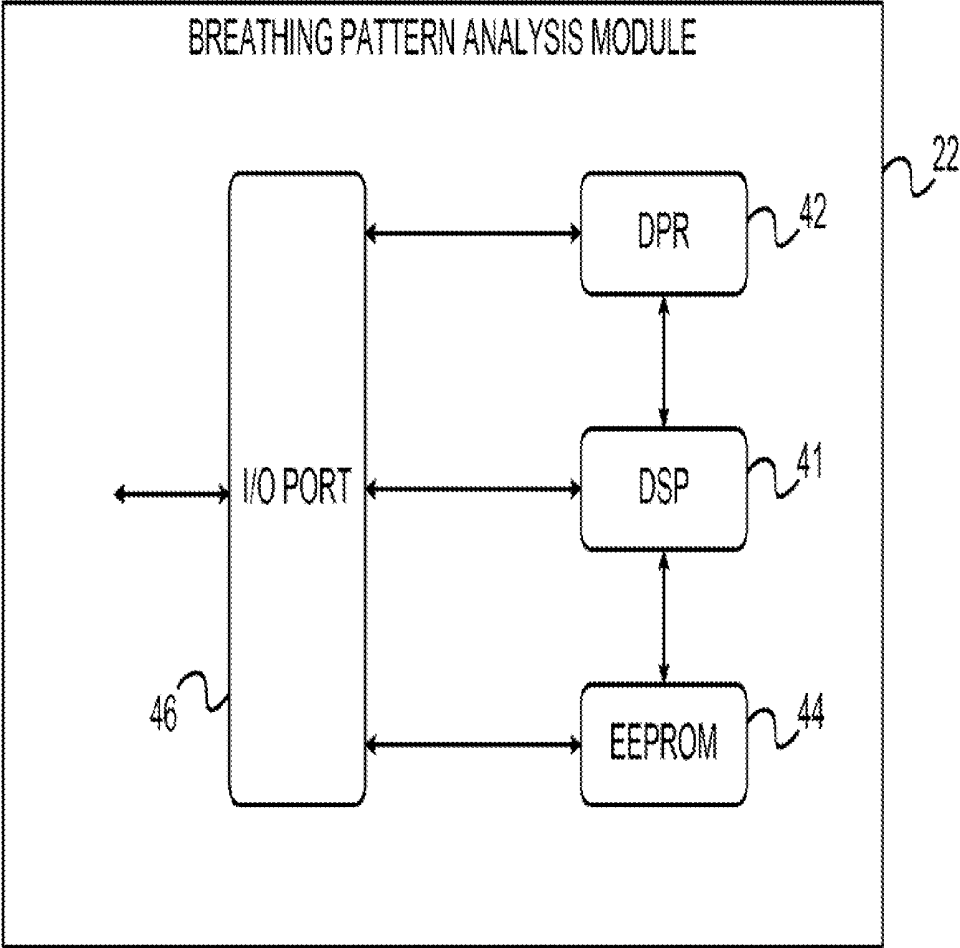 BREATHING PATTERN ANALYSIS MODULE
22
DPR
42
I/O PORT
DSP
41
46
EEPROM
44